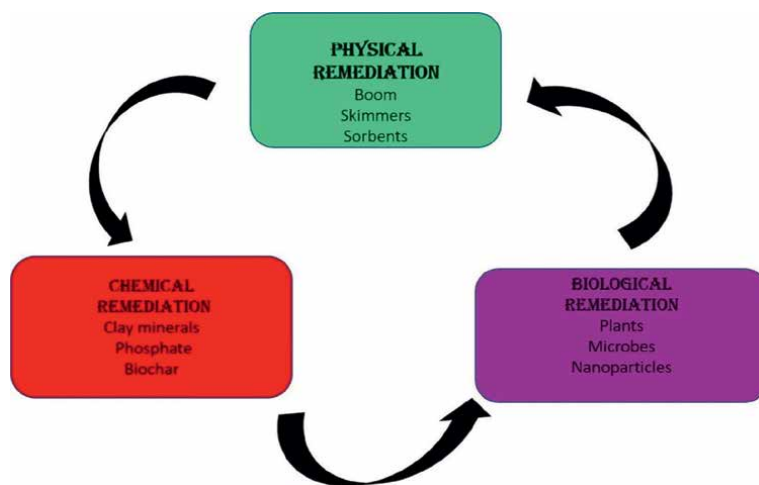 PHYSICAL
REMEDIATION
Boom
Skimmers
Sorbents
CHEMICAL
REMEDIATION
Clay minerals
Phosphate
Biochar
BIOLOGICAL
REMEDIATION
Plants
Microbes
Nanoparticles